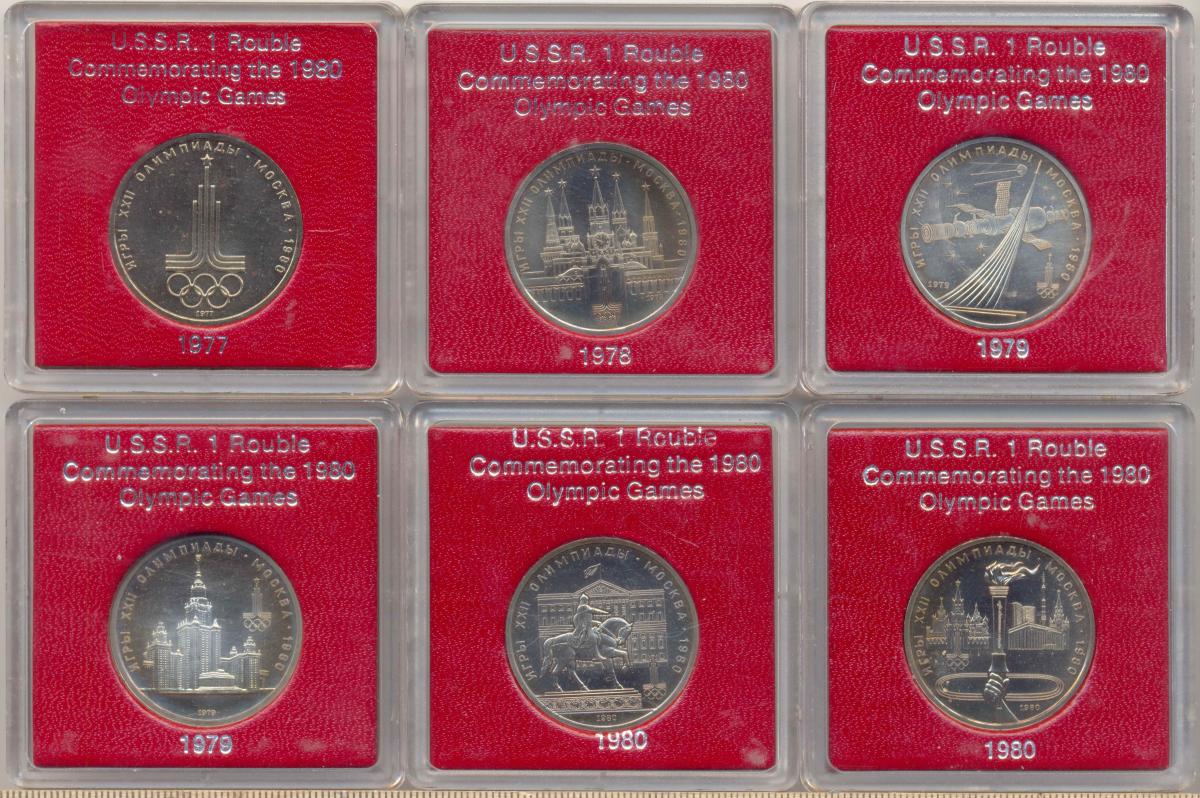 U.S.S.R. 1 Rouble
Commemorating the 1980
Olympic Games
ИГРЫ XXII ОЛИМПИАДЫ · МОСКВА · 1980
1977
1977
U.S.S.R. 1 Rouble
Commemorating the 1980
Olympic Games
ИГРЫ XXII ОЛИМПИАДЫ · МОСКВА · 1980
1978
U.S.S.R. 1 Rouble
Commemorating the 1980
Olympic Games
ИГРЫ XXII ОЛИМПИАДЫ · МОСКВА · 1980
1979
1979
U.S.S.R. 1 Rouble
Commemorating the 1980
Olympic Games
ИГРЫ XXII ОЛИМПИАДЫ · МОСКВА · 1980
1979
1979
U.S.S.R. 1 Rouble
Commemorating the 1980
Olympic Games
ИГРЫ XXII ОЛИМПИАДЫ · МОСКВА · 1980
1980
1980
U.S.S.R. 1 Rouble
Commemorating the 1980
Olympic Games
ИГРЫ XXII ОЛИМПИАДЫ · МОСКВА · 1980
1980
1980